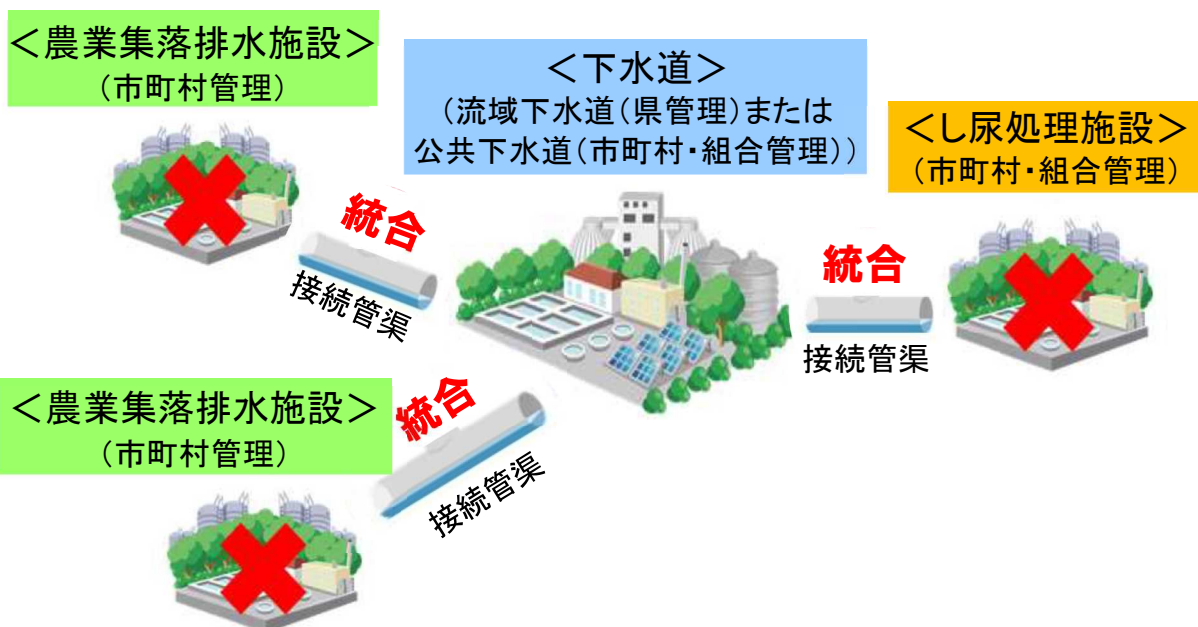 ＜農業集落排水施設＞
（市町村管理）
＜下水道＞
（流域下水道（県管理）または
公共下水道（市町村・組合管理））
＜し尿処理施設＞
（市町村・組合管理）
統合
接続管渠
統合
接続管渠
＜農業集落排水施設＞
（市町村管理）
統合
接続管渠